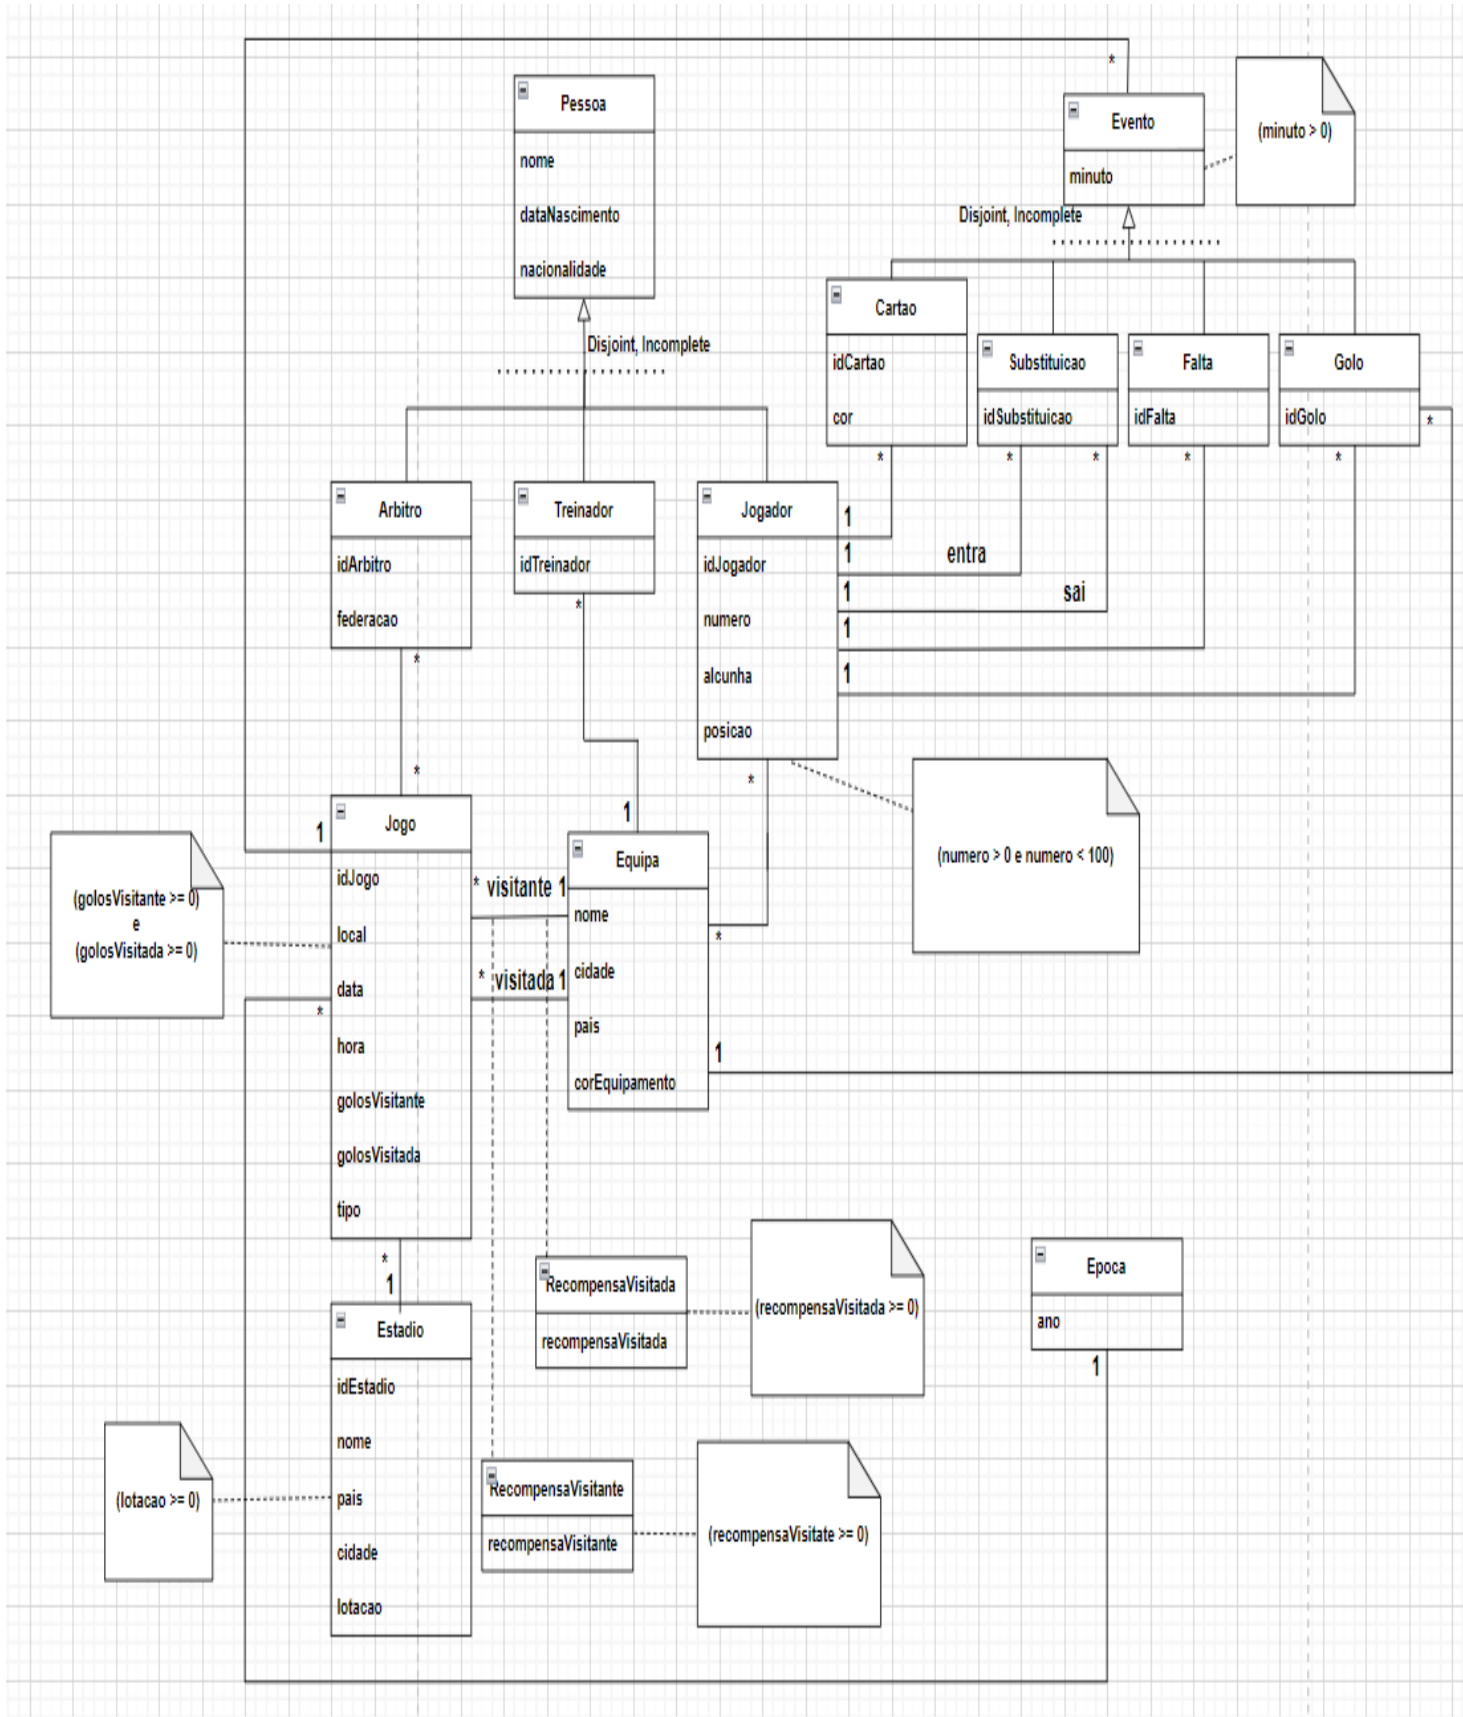 *
Pessoa
nome
dataNascimento
nacionalidade
Evento
minuto
(minuto > 0)
Disjoint, Incomplete
Disjoint, Incomplete
Cartao
idCartao
cor
*
Substituicao
idSubstituicao
*
*
Falta
idFalta
*
Golo
idGolo
*
*
Arbitro
idArbitro
federacao
*
Treinador
idTreinador
*
Jogador
idJogador
numero
alcunha
posicao
*
1
1
entra
1
sai
1
1
(numero > 0 e numero < 100)
*
1
Jogo
idJogo
local
data
hora
golosVisitante
golosVisitada
tipo
(golosVisitante >= 0)
e
(golosVisitada >= 0)
*
* visitante 1
* visitada 1
1
Equipa
nome
cidade
pais
corEquipamento
*
1
*
1
Estadio
idEstadio
nome
pais
cidade
lotacao
(lotacao >= 0)
RecompensaVisitada
recompensaVisitada
(recompensaVisitada >= 0)
RecompensaVisitante
recompensaVisitante
(recompensaVisitate >= 0)
Epoca
ano
1